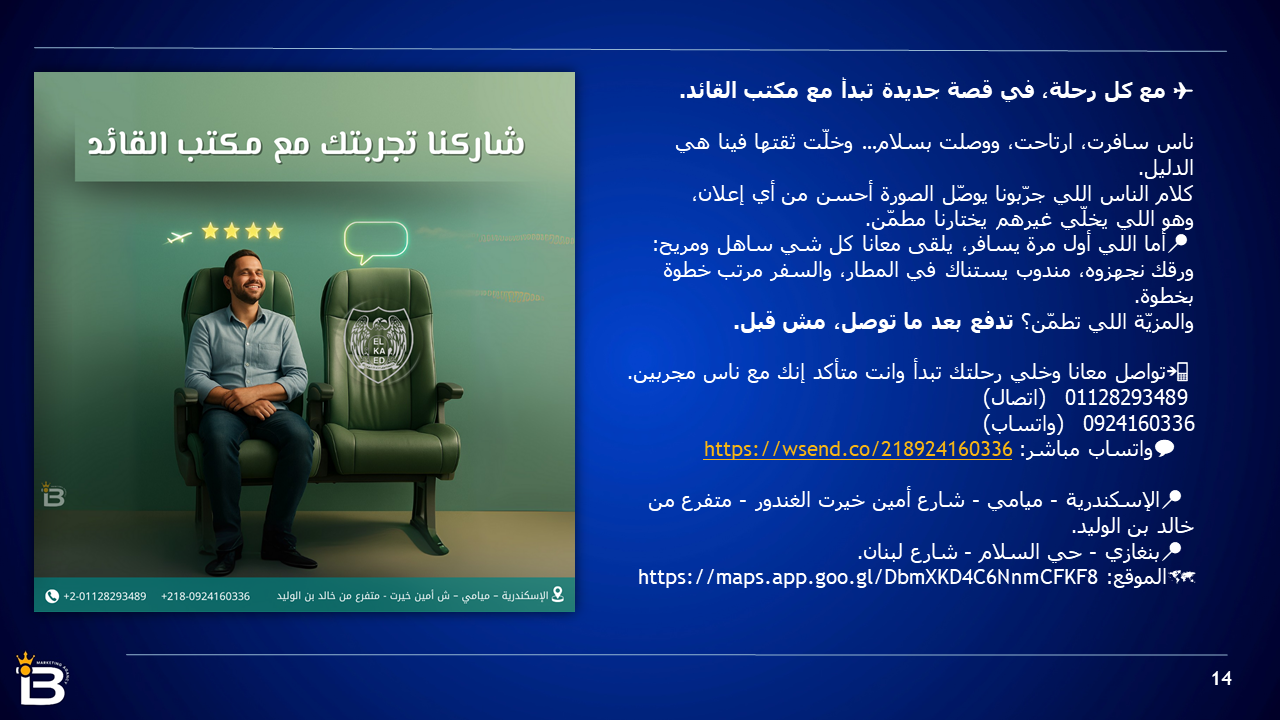 ✈ مع كل رحلة، في قصة جديدة تبدأ مع مكتب القائد.
ناس سافرت، ارتاحت، ووصلت بسلام... وخلّت ثقتها فينا هي
الدليل.
كلام الناس اللي جرّبونا يوصّل الصورة أحسن من أي إعلان،
وهو اللي يخلّي غيرهم يختارنا مطمّن.
📍أما اللي أول مرة يسافر، يلقى معانا كل شي ساهل ومريح:
ورقك نجهزوه، مندوب يستناك في المطار، والسفر مرتب خطوة
بخطوة.
والمزيّة اللي تطمّن؟ تدفع بعد ما توصل، مش قبل.
📲تواصل معانا وخلي رحلتك تبدأ وانت متأكد إنك مع ناس مجربين.
01128293489 (اتصال)
0924160336 (واتساب)
💬واتساب مباشر: https://wsend.co/218924160336
📍الإسكندرية - ميامي - شارع أمين خيرت الغندور - متفرع من
خالد بن الوليد.
📍بنغازي - حي السلام - شارع لبنان.
🗺الموقع: https://maps.app.goo.gl/DbmXKD4C6NnmCFKF8
شاركنا تجربتك مع مكتب القائد
EL
KA
ED
B
الإسكندرية – ميامي – ش أمين خيرت - متفرع من خالد بن الوليد
+218-0924160336
+2-01128293489
B
MARKETING AGENCY
14